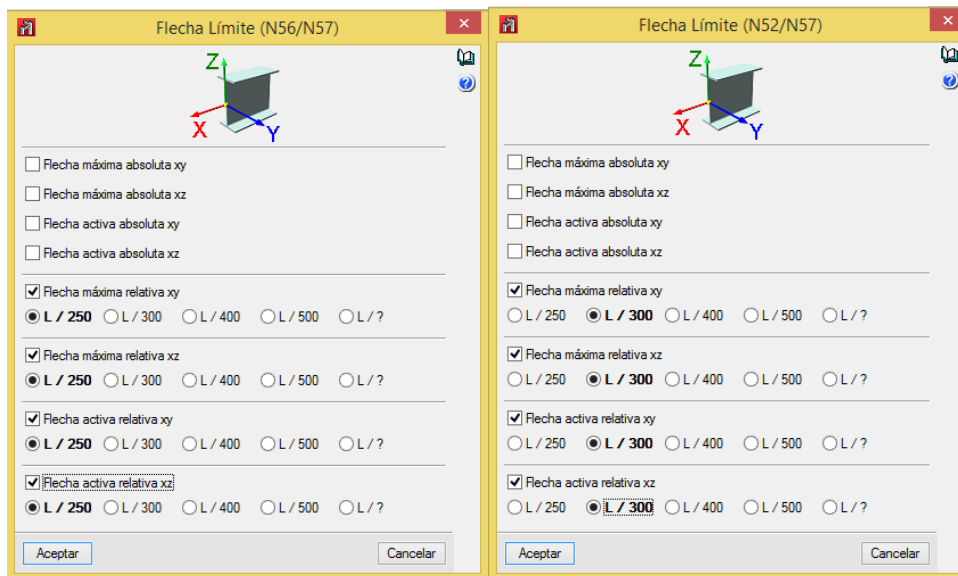 Flecha Límite (N56/N57)
Z
X
Y
Flecha máxima absoluta xy
Flecha máxima absoluta xz
Flecha activa absoluta xy
Flecha activa absoluta xz
Flecha máxima relativa xy
L / 250 L / 300 L / 400 L / 500 L / ?
Flecha máxima relativa xz
L / 250 L / 300 L / 400 L / 500 L / ?
Flecha activa relativa xy
L / 250 L / 300 L / 400 L / 500 L / ?
Flecha activa relativa xz
L / 250 L / 300 L / 400 L / 500 L / ?
Aceptar Cancelar
Flecha Límite (N52/N57)
Z
X
Y
Flecha máxima absoluta xy
Flecha máxima absoluta xz
Flecha activa absoluta xy
Flecha activa absoluta xz
Flecha máxima relativa xy
L / 250 L / 300 L / 400 L / 500 L / ?
Flecha máxima relativa xz
L / 250 L / 300 L / 400 L / 500 L / ?
Flecha activa relativa xy
L / 250 L / 300 L / 400 L / 500 L / ?
Flecha activa relativa xz
L / 250 L / 300 L / 400 L / 500 L / ?
Aceptar Cancelar